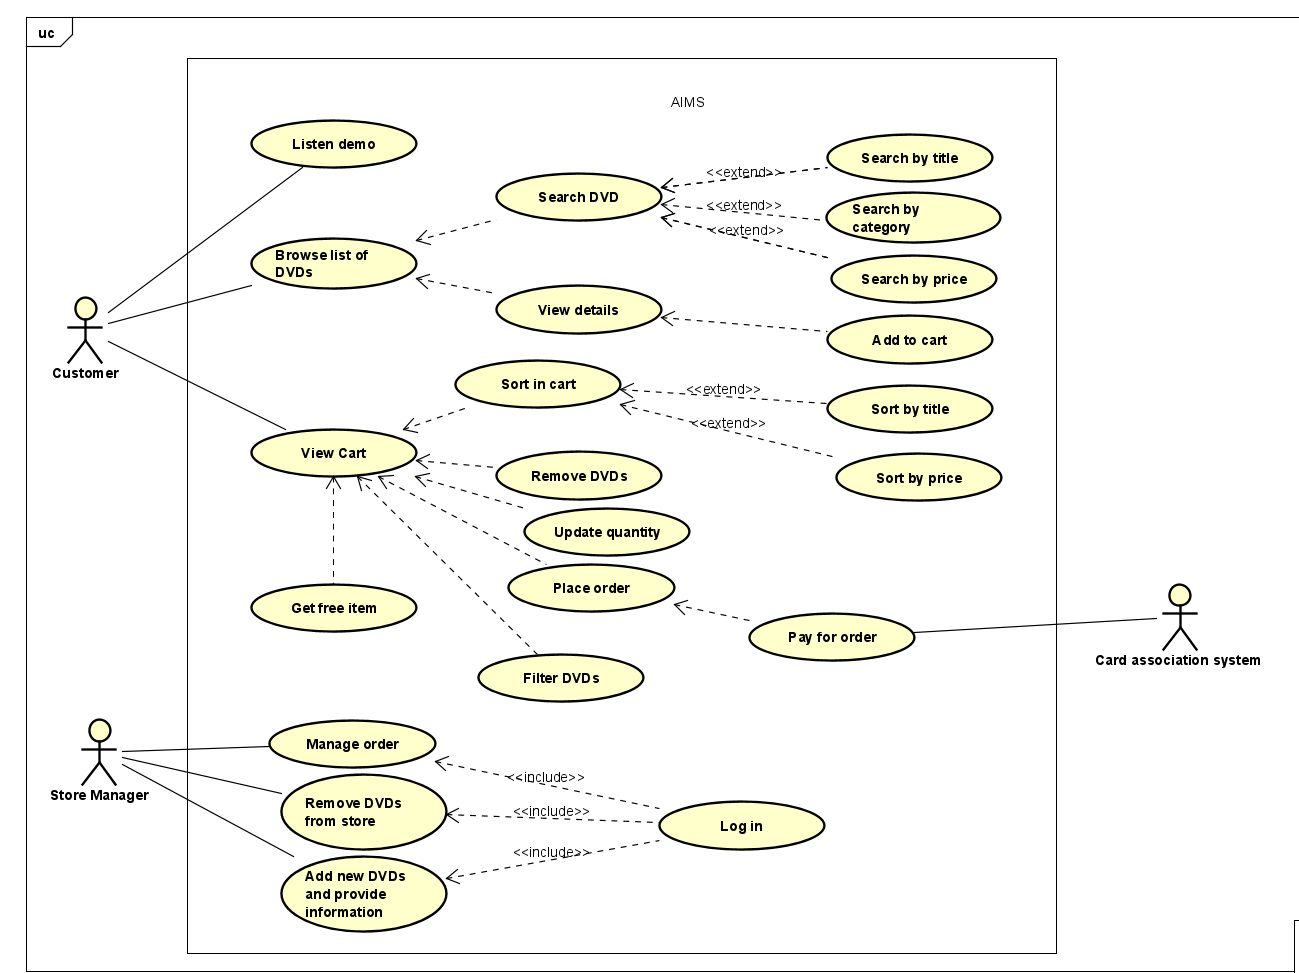 uc
AIMS
Listen demo
Search by title
<<extend>>
Search DVD
<<extend>>
Search by
category
<<extend>>
Browse list of
DVDs
Search by price
View details
Add to cart
Customer
Sort in cart
<<extend>>
Sort by title
<<extend>>
View Cart
Remove DVDs
Sort by price
Update quantity
Place order
Get free item
Pay for order
Card association system
Filter DVDs
Manage order
Store Manager
<<include>>
Remove DVDs
from store
<<include>>
Log in
<<include>>
Add new DVDs
and provide
information